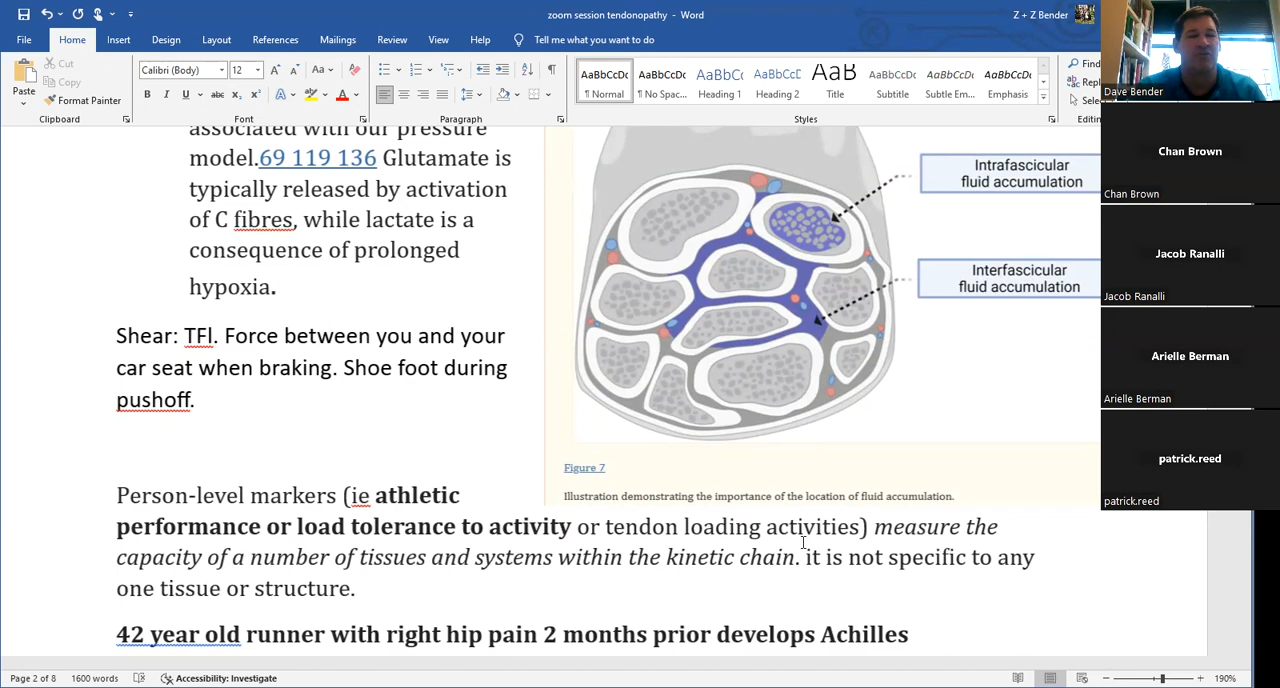 zoom session tendonopathy - Word
Z + Z Bender
File Home Insert Design Layout References Mailings Review View Help Tell me what you want to do
Paste
Cut
Copy
Format Painter
Clipboard
Calibri (Body) 12
Font
Paragraph
AaBbCcDc AaBbCcDc AaBbCc AaBbCcD AaB AaBbCcD AaBbCcDc AaBbCcDc
¶ Normal ¶ No Spac... Heading 1 Heading 2 Title Subtitle Subtle Em... Emphasis
Styles
Find
associated with our pressure
model.69 119 136 Glutamate is
typically released by activation
of C fibres, while lactate is a
consequence of prolonged
hypoxia.
Shear: TFl. Force between you and your
car seat when braking. Shoe foot during
pushoff.
Intrafascicular
fluid accumulation
Interfascicular
fluid accumulation
Figure 7
Illustration demonstrating the importance of the location of fluid accumulation.
Person-level markers (ie athletic
performance or load tolerance to activity or tendon loading activities) measure the
capacity of a number of tissues and systems within the kinetic chain. it is not specific to any
one tissue or structure.
42 year old runner with right hip pain 2 months prior develops Achilles
Page 2 of 8 1600 words Accessibility: Investigate 190%
Dave Bender
Chan Brown
Chan Brown
Jacob Ranalli
Jacob Ranalli
Arielle Berman
Arielle Berman
patrick.reed
patrick.reed